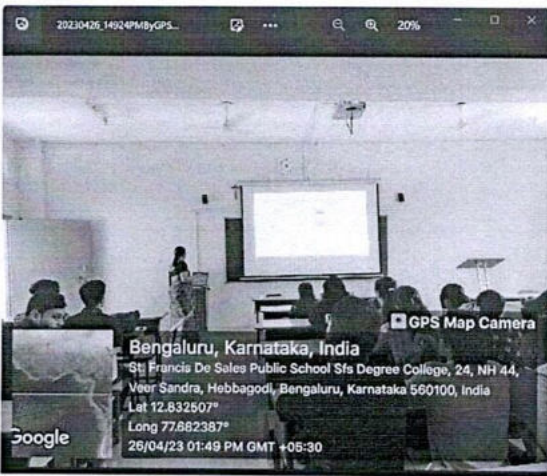 20230426_14924PMByGPS...
20%
GPS Map Camera
Bengaluru, Karnataka, India
St. Francis De Sales Public School Sfs Degree College, 24, NH 44,
Veer Sandra, Hebbagodi, Bengaluru, Karnataka 560100, India
Lat 12.832507°
Long 77.682387°
26/04/23 01:49 PM GMT +05:30
Google